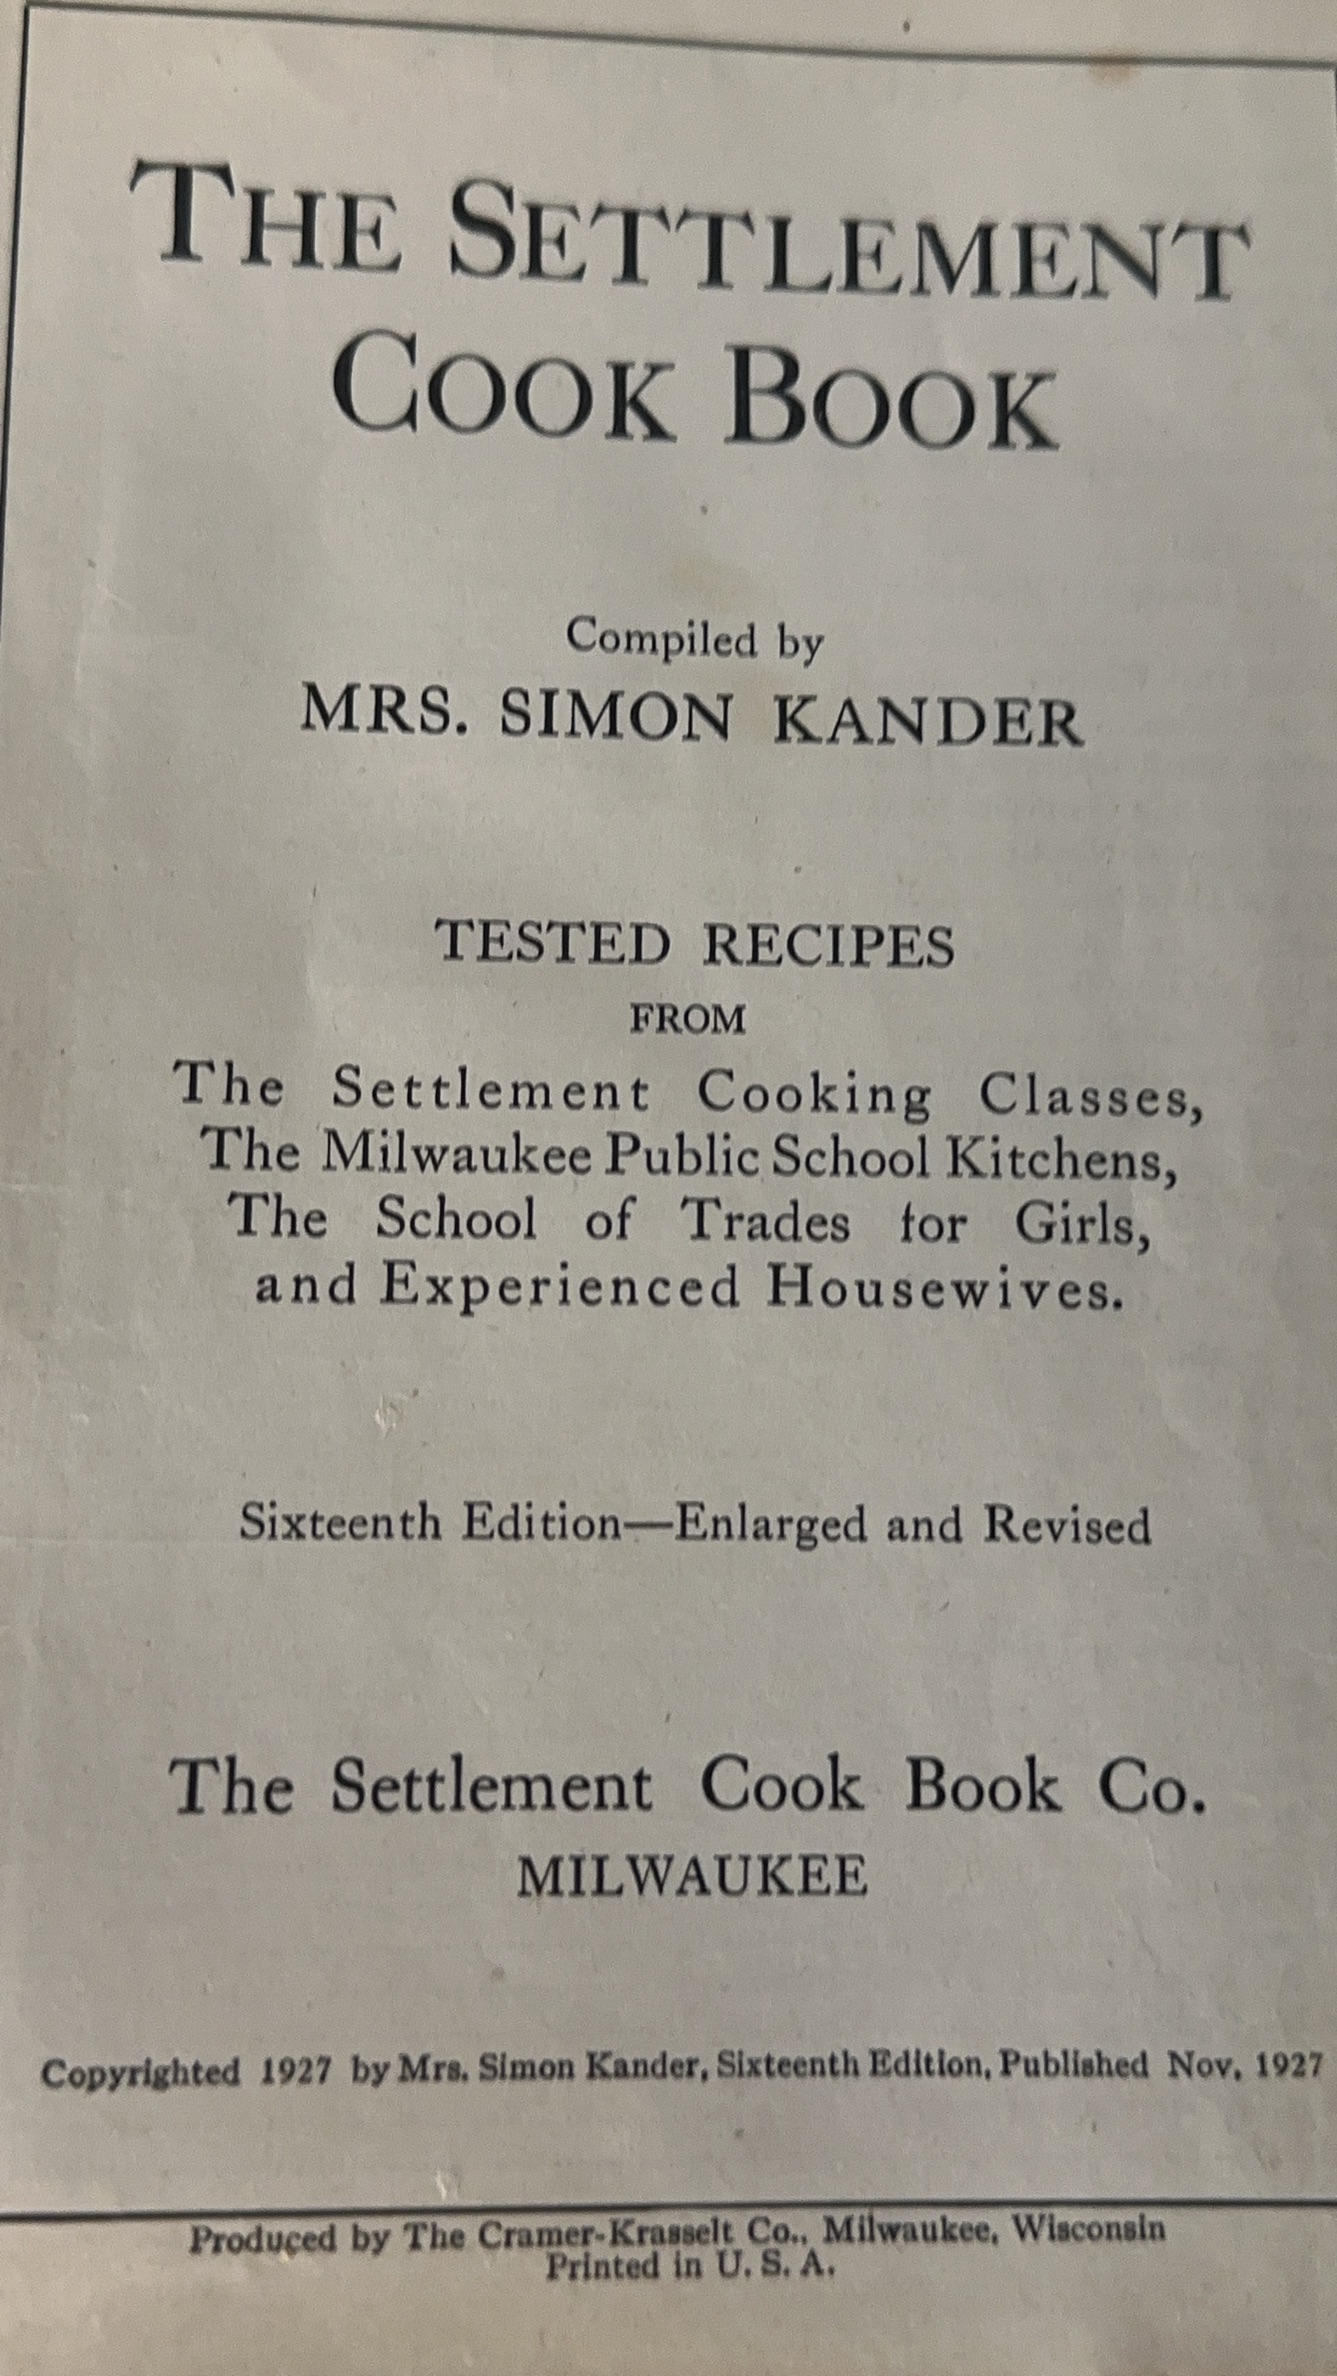 THE SETTLEMENT
COOK BOOK
Compiled by
MRS. SIMON KANDER
TESTED RECIPES
FROM
The Settlement Cooking Classes,
The Milwaukee Public School Kitchens,
The School of Trades for Girls,
and Experienced Housewives.
Sixteenth Edition—Enlarged and Revised
The Settlement Cook Book Co.
MILWAUKEE
Copyrighted 1927 by Mrs. Simon Kander, Sixteenth Edition, Published Nov. 1927
Produced by The Cramer-Krasselt Co., Milwaukee, Wisconsin
Printed in U. S. A.